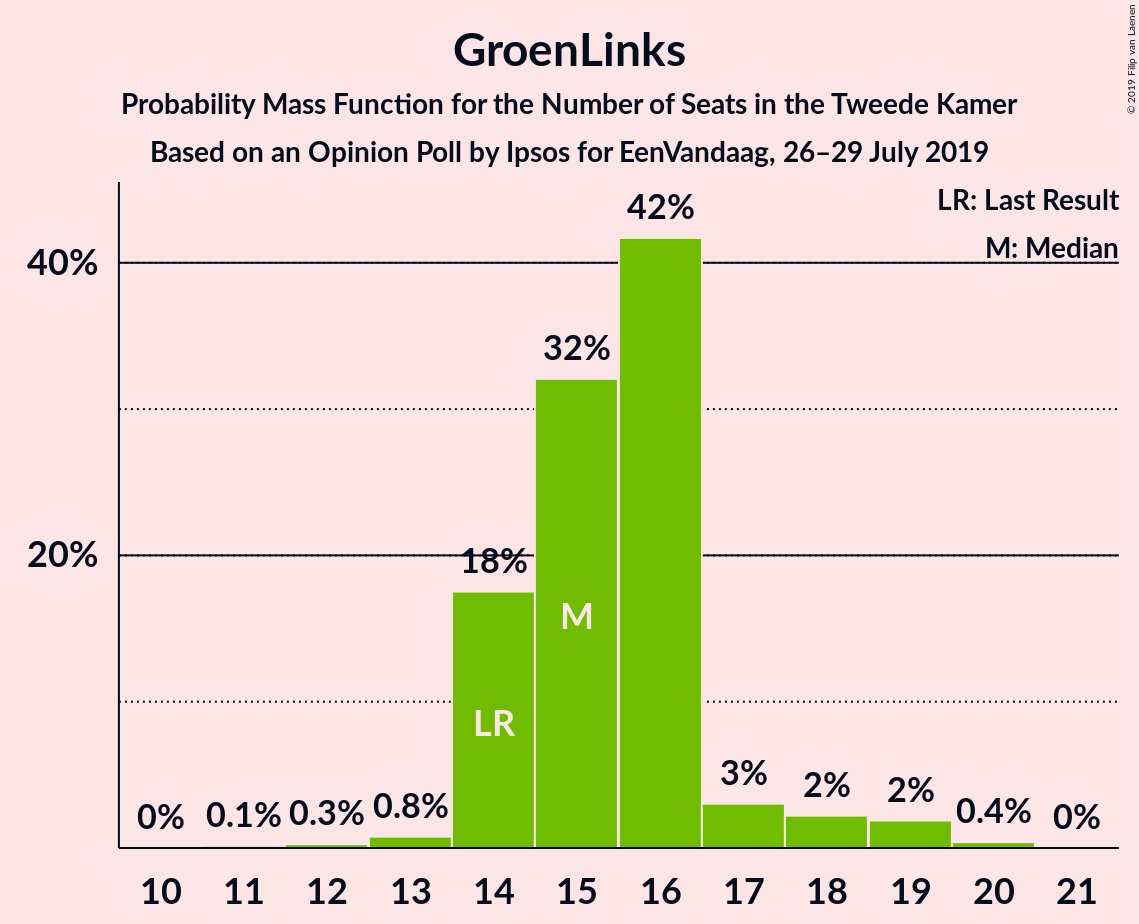 GroenLinks
Probability Mass Function for the Number of Seats in the Tweede Kamer
Based on an Opinion Poll by Ipsos for EenVandaag, 26–29 July 2019
© 2019 Filip van Laenen
LR: Last Result
M: Median
40%
20%
0%
0.1%
0.3%
0.8%
18%
32%
42%
3%
2%
2%
0.4%
0%
LR
M
10 11 12 13 14 15 16 17 18 19 20 21